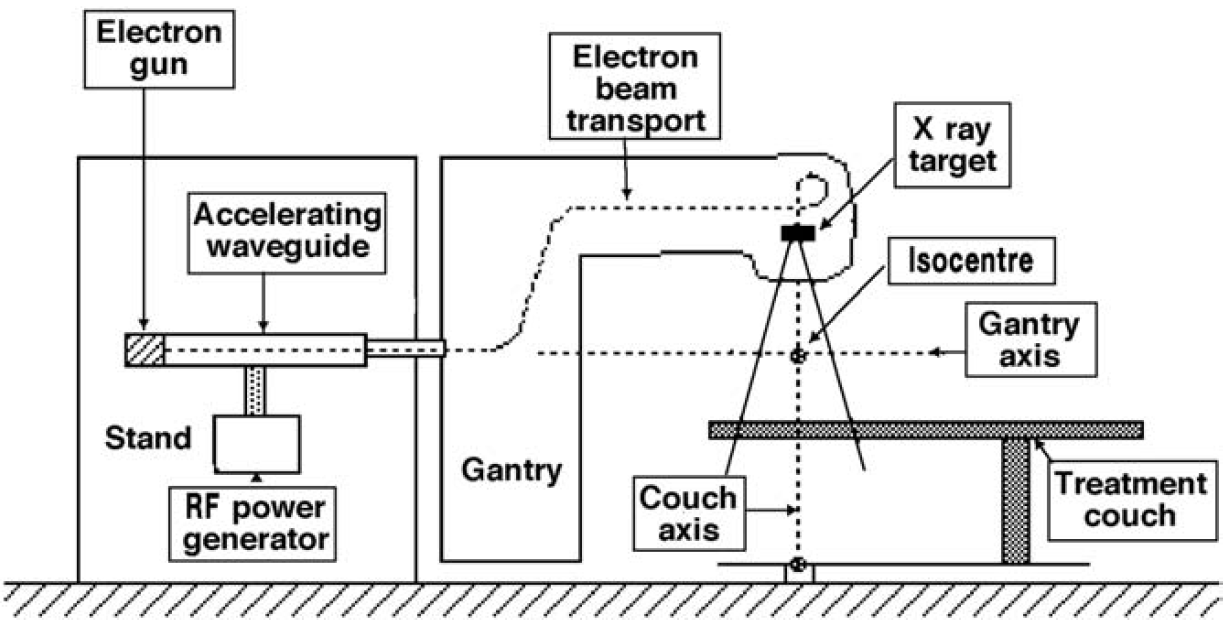 Electron
gun
Electron
beam
transport
X ray
target
Accelerating
waveguide
Isocentre
Gantry
axis
Stand
Gantry
RF power
generator
Couch
axis
Treatment
couch